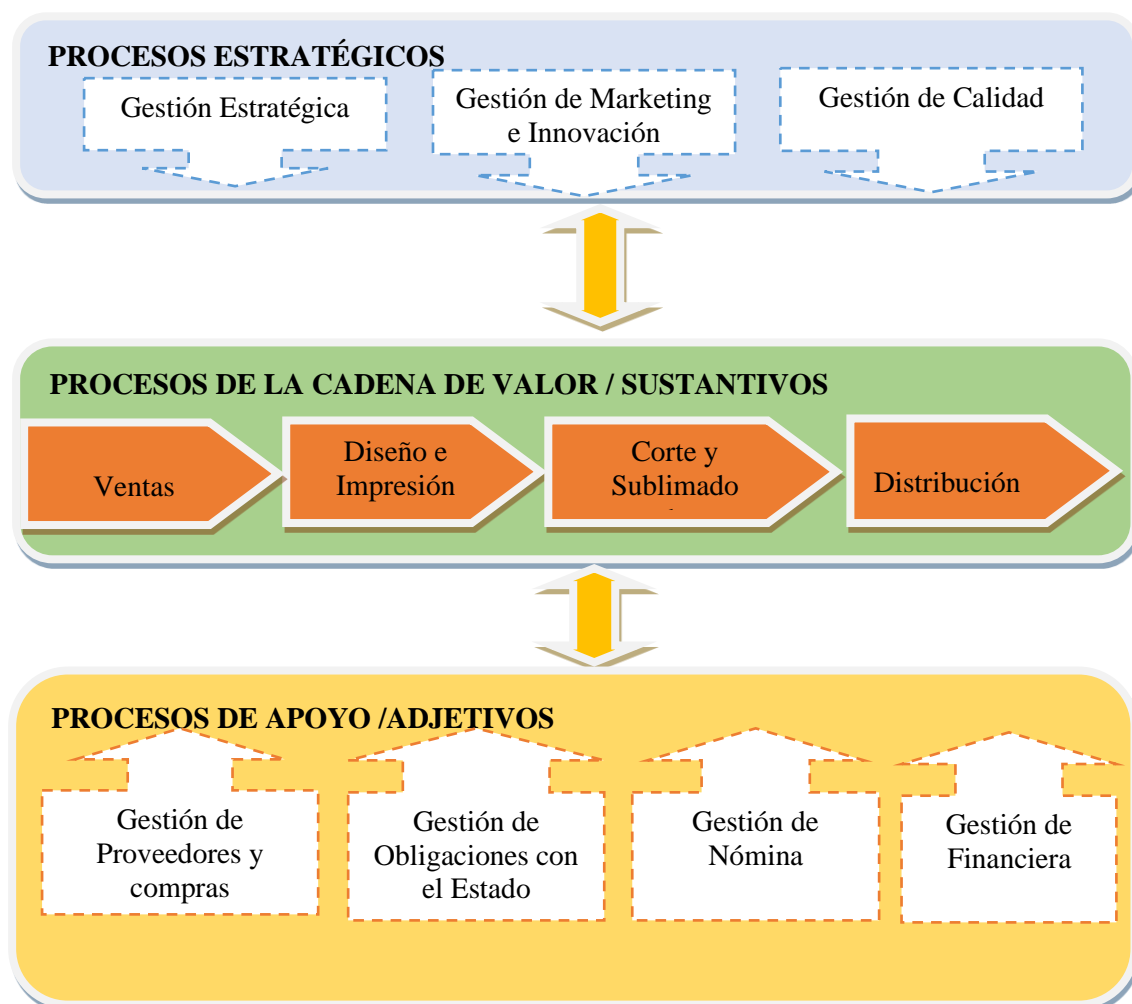 PROCESOS ESTRATÉGICOS
Gestión Estratégica
Gestión de Marketing
e Innovación
Gestión de Calidad
PROCESOS DE LA CADENA DE VALOR / SUSTANTIVOS
Ventas
Diseño e
Impresión
Corte y
Sublimado
Distribución
PROCESOS DE APOYO /ADJETIVOS
Gestión de
Proveedores y
compras
Gestión de
Obligaciones con
el Estado
Gestión de
Nómina
Gestión de
Financiera